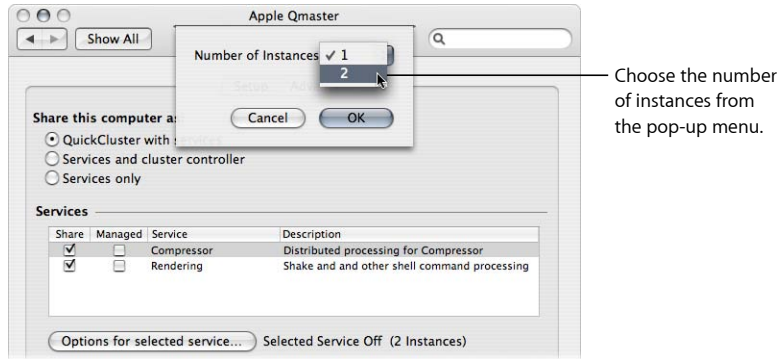 Apple Qmaster
Show All
Number of Instances
1
2
Choose the number
of instances from
the pop-up menu.
Setup
Cancel
OK
Share this computer a
QuickCluster with
Services and cluster controller
Services only
Services
Share Managed Service Description
Compressor Distributed processing for Compressor
Rendering Shake and and other shell command processing
Options for selected service... Selected Service Off (2 Instances)